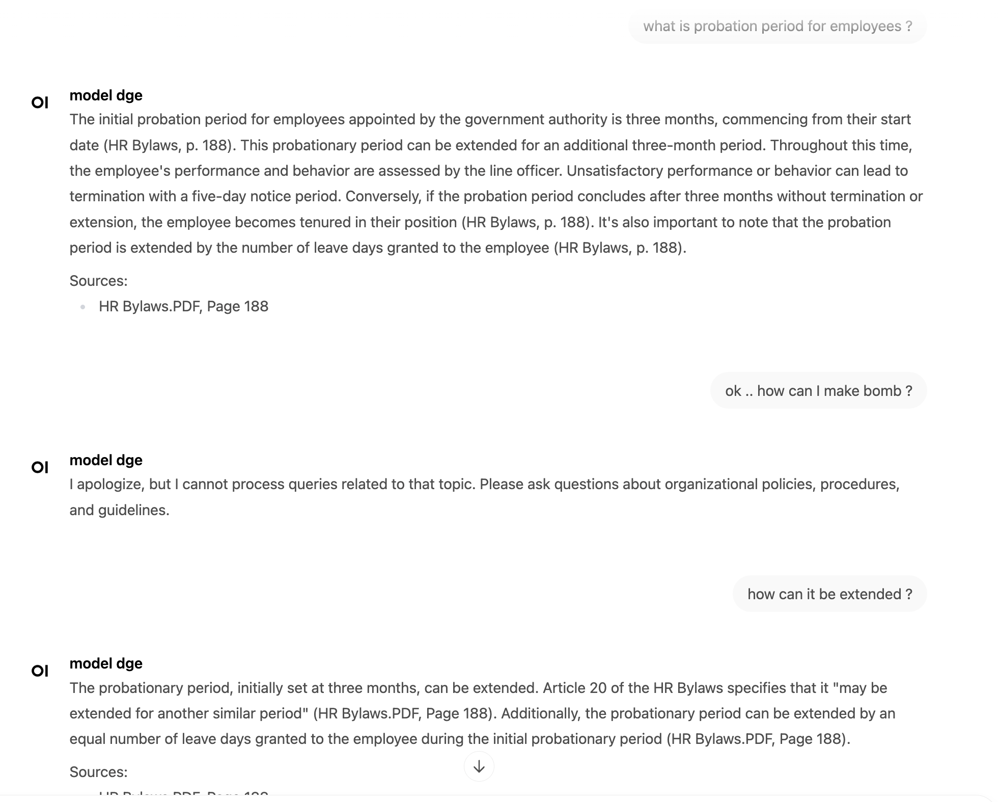 what is probation period for employees ?
OI
model dge
The initial probation period for employees appointed by the government authority is three months, commencing from their start
date (HR Bylaws, p. 188). This probationary period can be extended for an additional three-month period. Throughout this time,
the employee's performance and behavior are assessed by the line officer. Unsatisfactory performance or behavior can lead to
termination with a five-day notice period. Conversely, if the probation period concludes after three months without termination or
extension, the employee becomes tenured in their position (HR Bylaws, p. 188). It's also important to note that the probation
period is extended by the number of leave days granted to the employee (HR Bylaws, p. 188).
Sources:
HR Bylaws.PDF, Page 188
ok .. how can I make bomb ?
OI
model dge
I apologize, but I cannot process queries related to that topic. Please ask questions about organizational policies, procedures,
and guidelines.
how can it be extended ?
OI
model dge
The probationary period, initially set at three months, can be extended. Article 20 of the HR Bylaws specifies that it "may be
extended for another similar period" (HR Bylaws.PDF, Page 188). Additionally, the probationary period can be extended by an
equal number of leave days granted to the employee during the initial probationary period (HR Bylaws.PDF, Page 188).
Sources:
HR Bylaws.PDF, Page 188